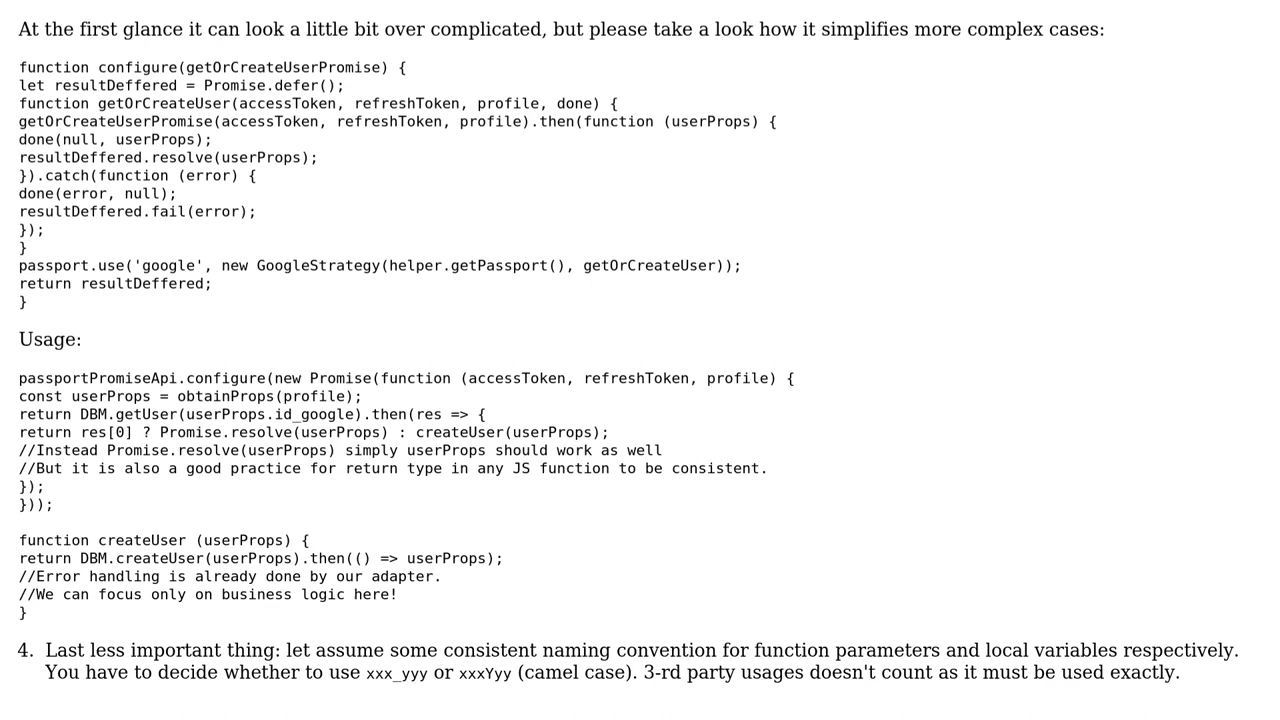 At the first glance it can look a little bit over complicated, but please take a look how it simplifies more complex cases:
function configure(getOrCreateUserPromise) {
let resultDeffered = Promise.defer();
function getOrCreateUser(accessToken, refreshToken, profile, done) {
getOrCreateUserPromise(accessToken, refreshToken, profile).then(function (userProps) {
done(null, userProps);
resultDeffered.resolve(userProps);
}).catch(function (error) {
done(error, null);
resultDeffered.fail(error);
});
}
passport.use('google', new GoogleStrategy(helper.getPassport(), getOrCreateUser));
return resultDeffered;
}
Usage:
passportPromiseApi.configure(new Promise(function (accessToken, refreshToken, profile) {
const userProps = obtainProps(profile);
return DBM.getUser(userProps.id_google).then(res => {
return res[0] ? Promise.resolve(userProps) : createUser(userProps);
//Instead Promise.resolve(userProps) simply userProps should work as well
//But it is also a good practice for return type in any JS function to be consistent.
});
}));
function createUser (userProps) {
return DBM.createUser(userProps).then(() => userProps);
//Error handling is already done by our adapter.
//We can focus only on business logic here!
}
4. Last less important thing: let assume some consistent naming convention for function parameters and local variables respectively.
You have to decide whether to use xxx_yyy or xxxYyy (camel case). 3-rd party usages doesn't count as it must be used exactly.